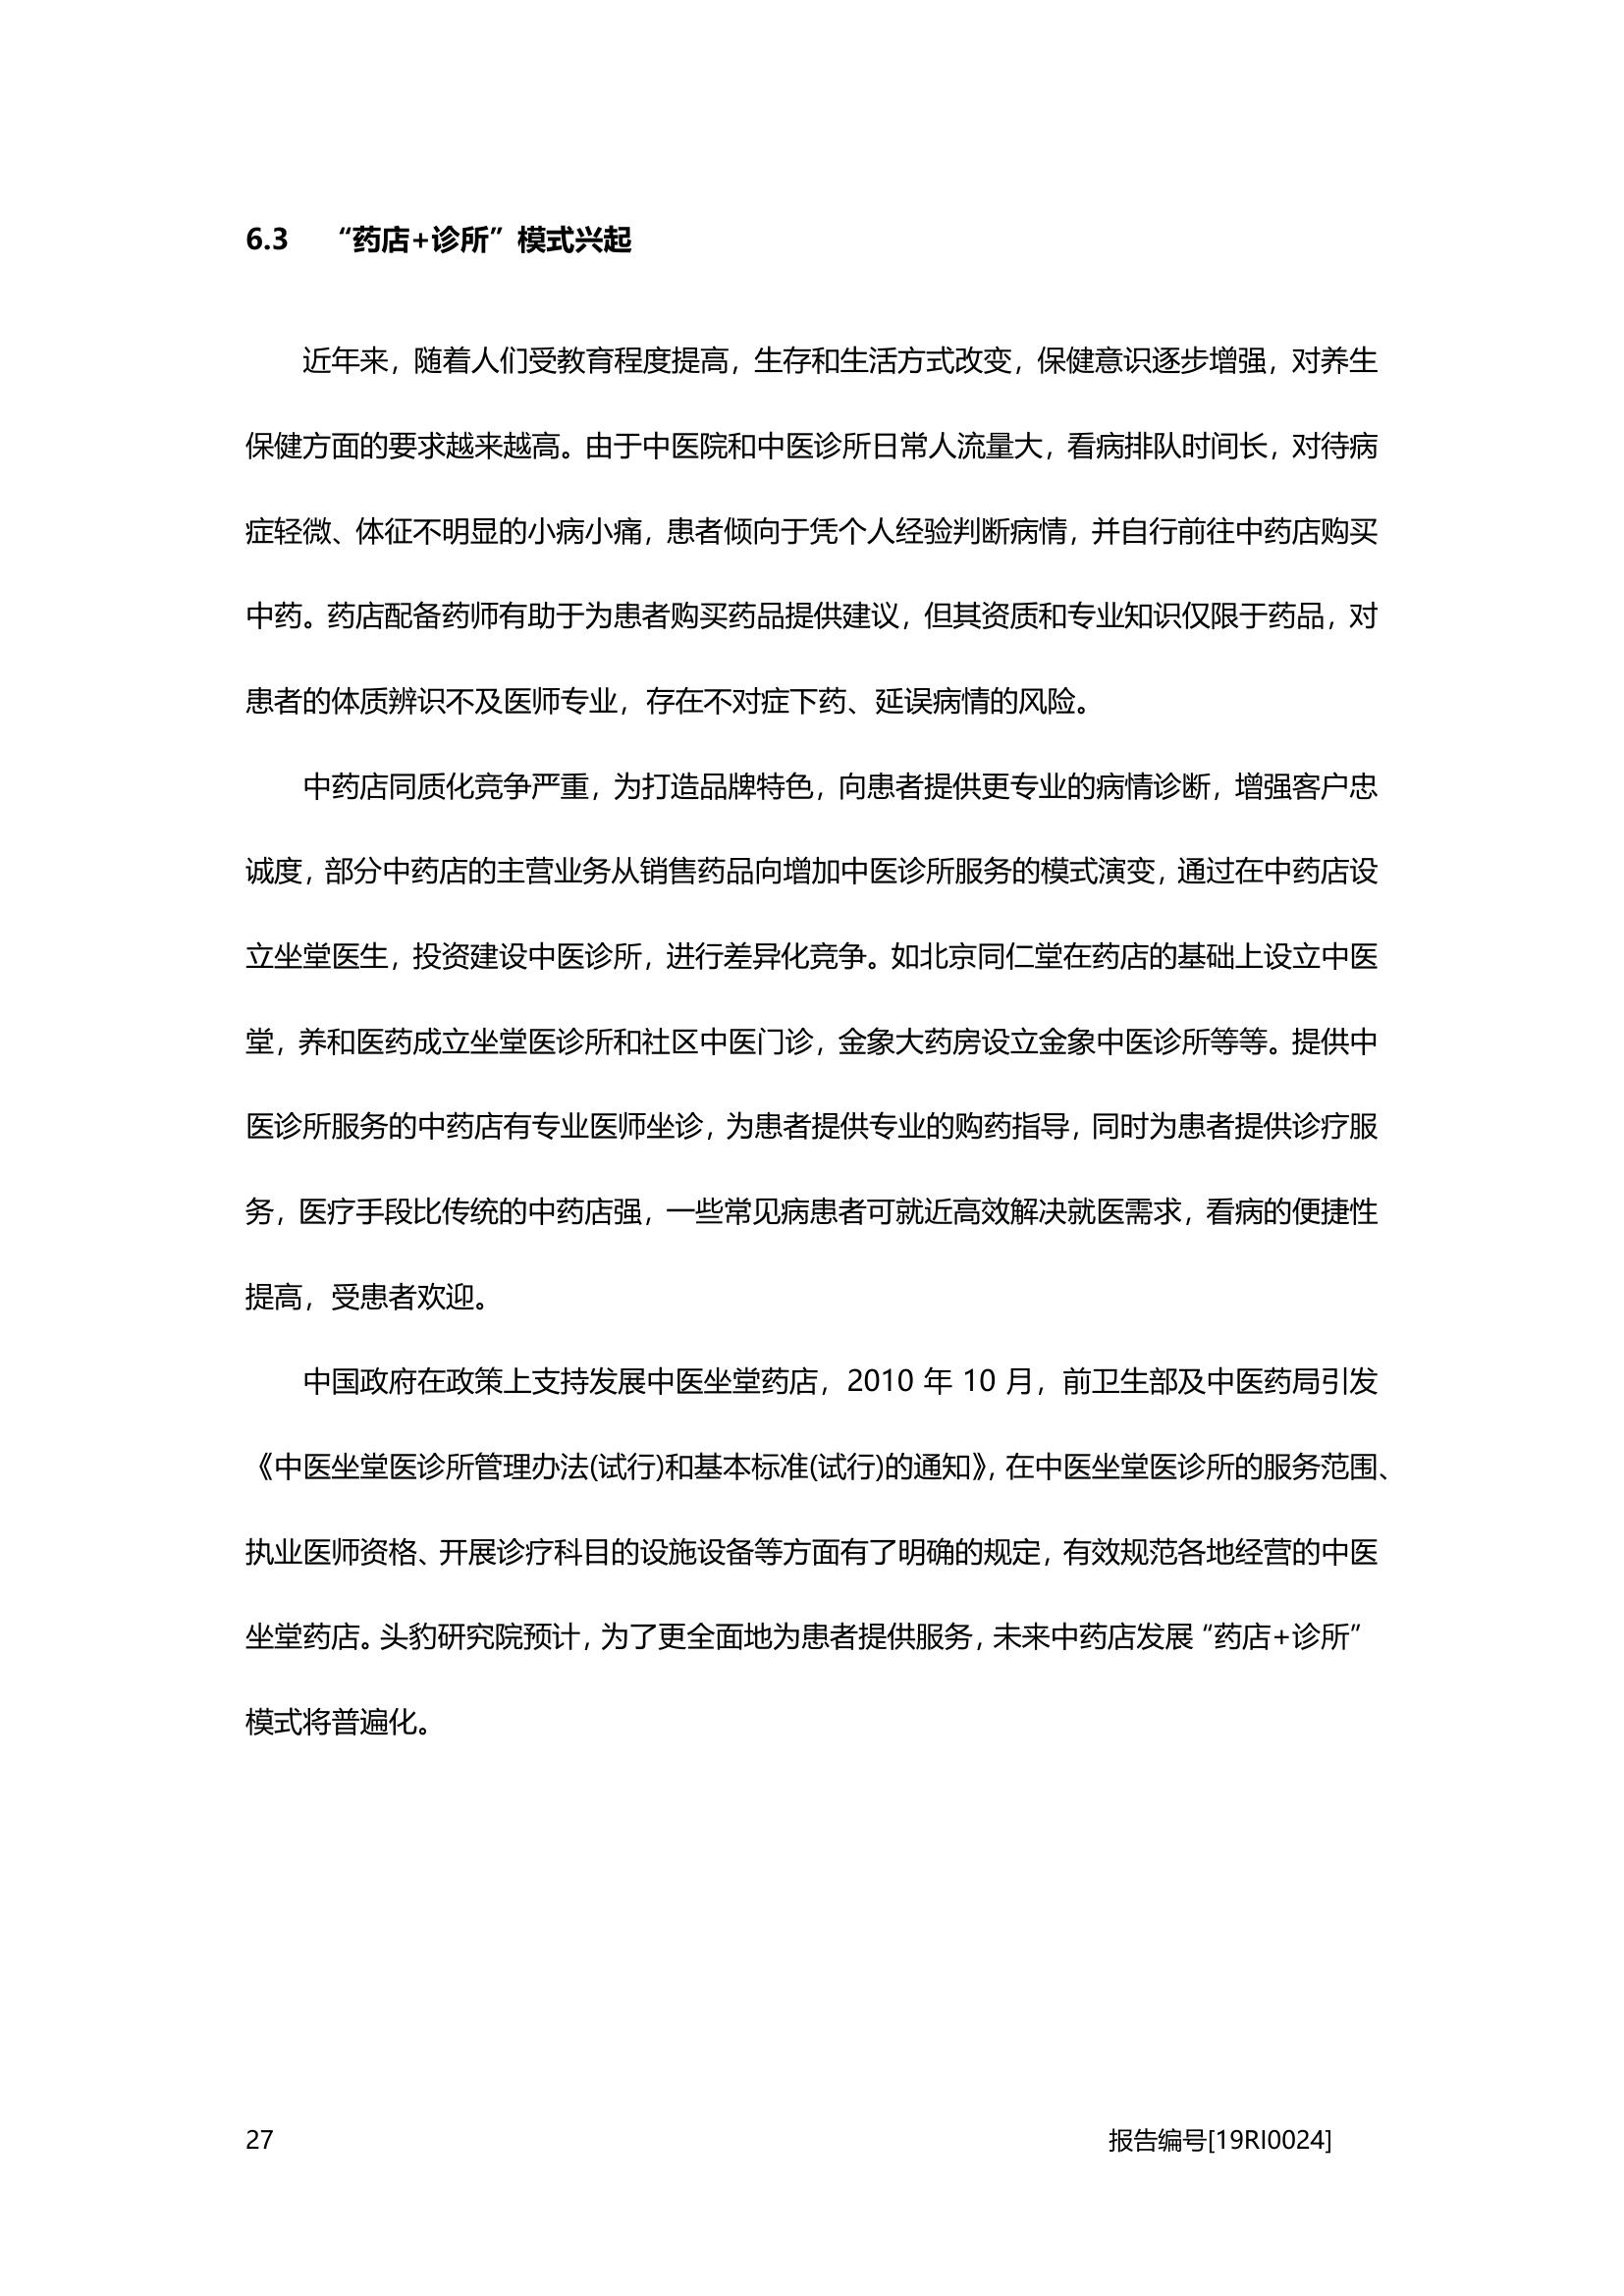 6.3 “药店+诊所”模式兴起
近年来，随着人们受教育程度提高，生存和生活方式改变，保健意识逐步增强，对养生
保健方面的要求越来越高。由于中医院和中医诊所日常人流量大，看病排队时间长，对待病
症轻微、体征不明显的小病小痛，患者倾向于凭个人经验判断病情，并自行前往中药店购买
中药。药店配备药师有助于为患者购买药品提供建议，但其资质和专业知识仅限于药品，对
患者的体质辨识不及医师专业，存在不对症下药、延误病情的风险。
中药店同质化竞争严重，为打造品牌特色，向患者提供更专业的病情诊断，增强客户忠
诚度，部分中药店的主营业务从销售药品向增加中医诊所服务的模式演变，通过在中药店设
立坐堂医生，投资建设中医诊所，进行差异化竞争。如北京同仁堂在药店的基础上设立中医
堂，养和医药成立坐堂医诊所和社区中医门诊，金象大药房设立金象中医诊所等等。提供中
医诊所服务的中药店有专业医师坐诊，为患者提供专业的购药指导，同时为患者提供诊疗服
务，医疗手段比传统的中药店强，一些常见病患者可就近高效解决就医需求，看病的便捷性
提高，受患者欢迎。
中国政府在政策上支持发展中医坐堂药店，2010 年 10 月，前卫生部及中医药局引发
《中医坐堂医诊所管理办法(试行)和基本标准(试行)的通知》，在中医坐堂医诊所的服务范围、
执业医师资格、开展诊疗科目的设施设备等方面有了明确的规定，有效规范各地经营的中医
坐堂药店。头豹研究院预计，为了更全面地为患者提供服务，未来中药店发展“药店+诊所”
模式将普遍化。
27 报告编号[19RI0024]